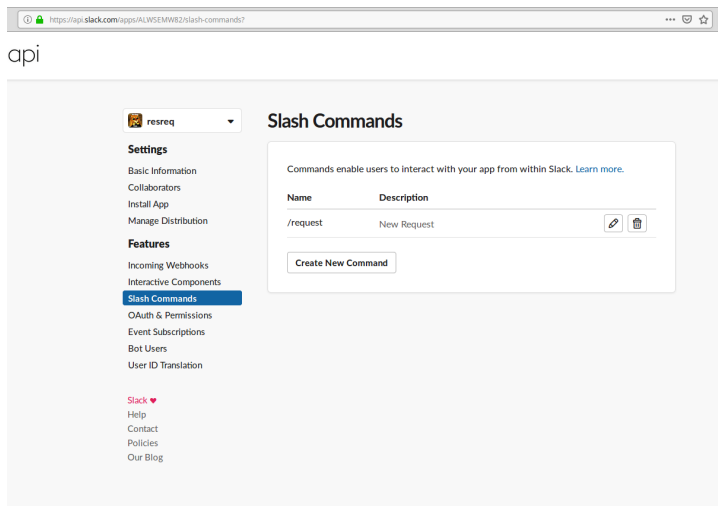 https://api.slack.com/apps/ALWSEMW82/slash-commands?
api
resreq
Settings
Basic Information
Collaborators
Install App
Manage Distribution
Features
Incoming Webhooks
Interactive Components
Slash Commands
OAuth & Permissions
Event Subscriptions
Bot Users
User ID Translation
Slack
Help
Contact
Policies
Our Blog
Slash Commands
Commands enable users to interact with your app from within Slack. Learn more.
Name Description
/request New Request
Create New Command